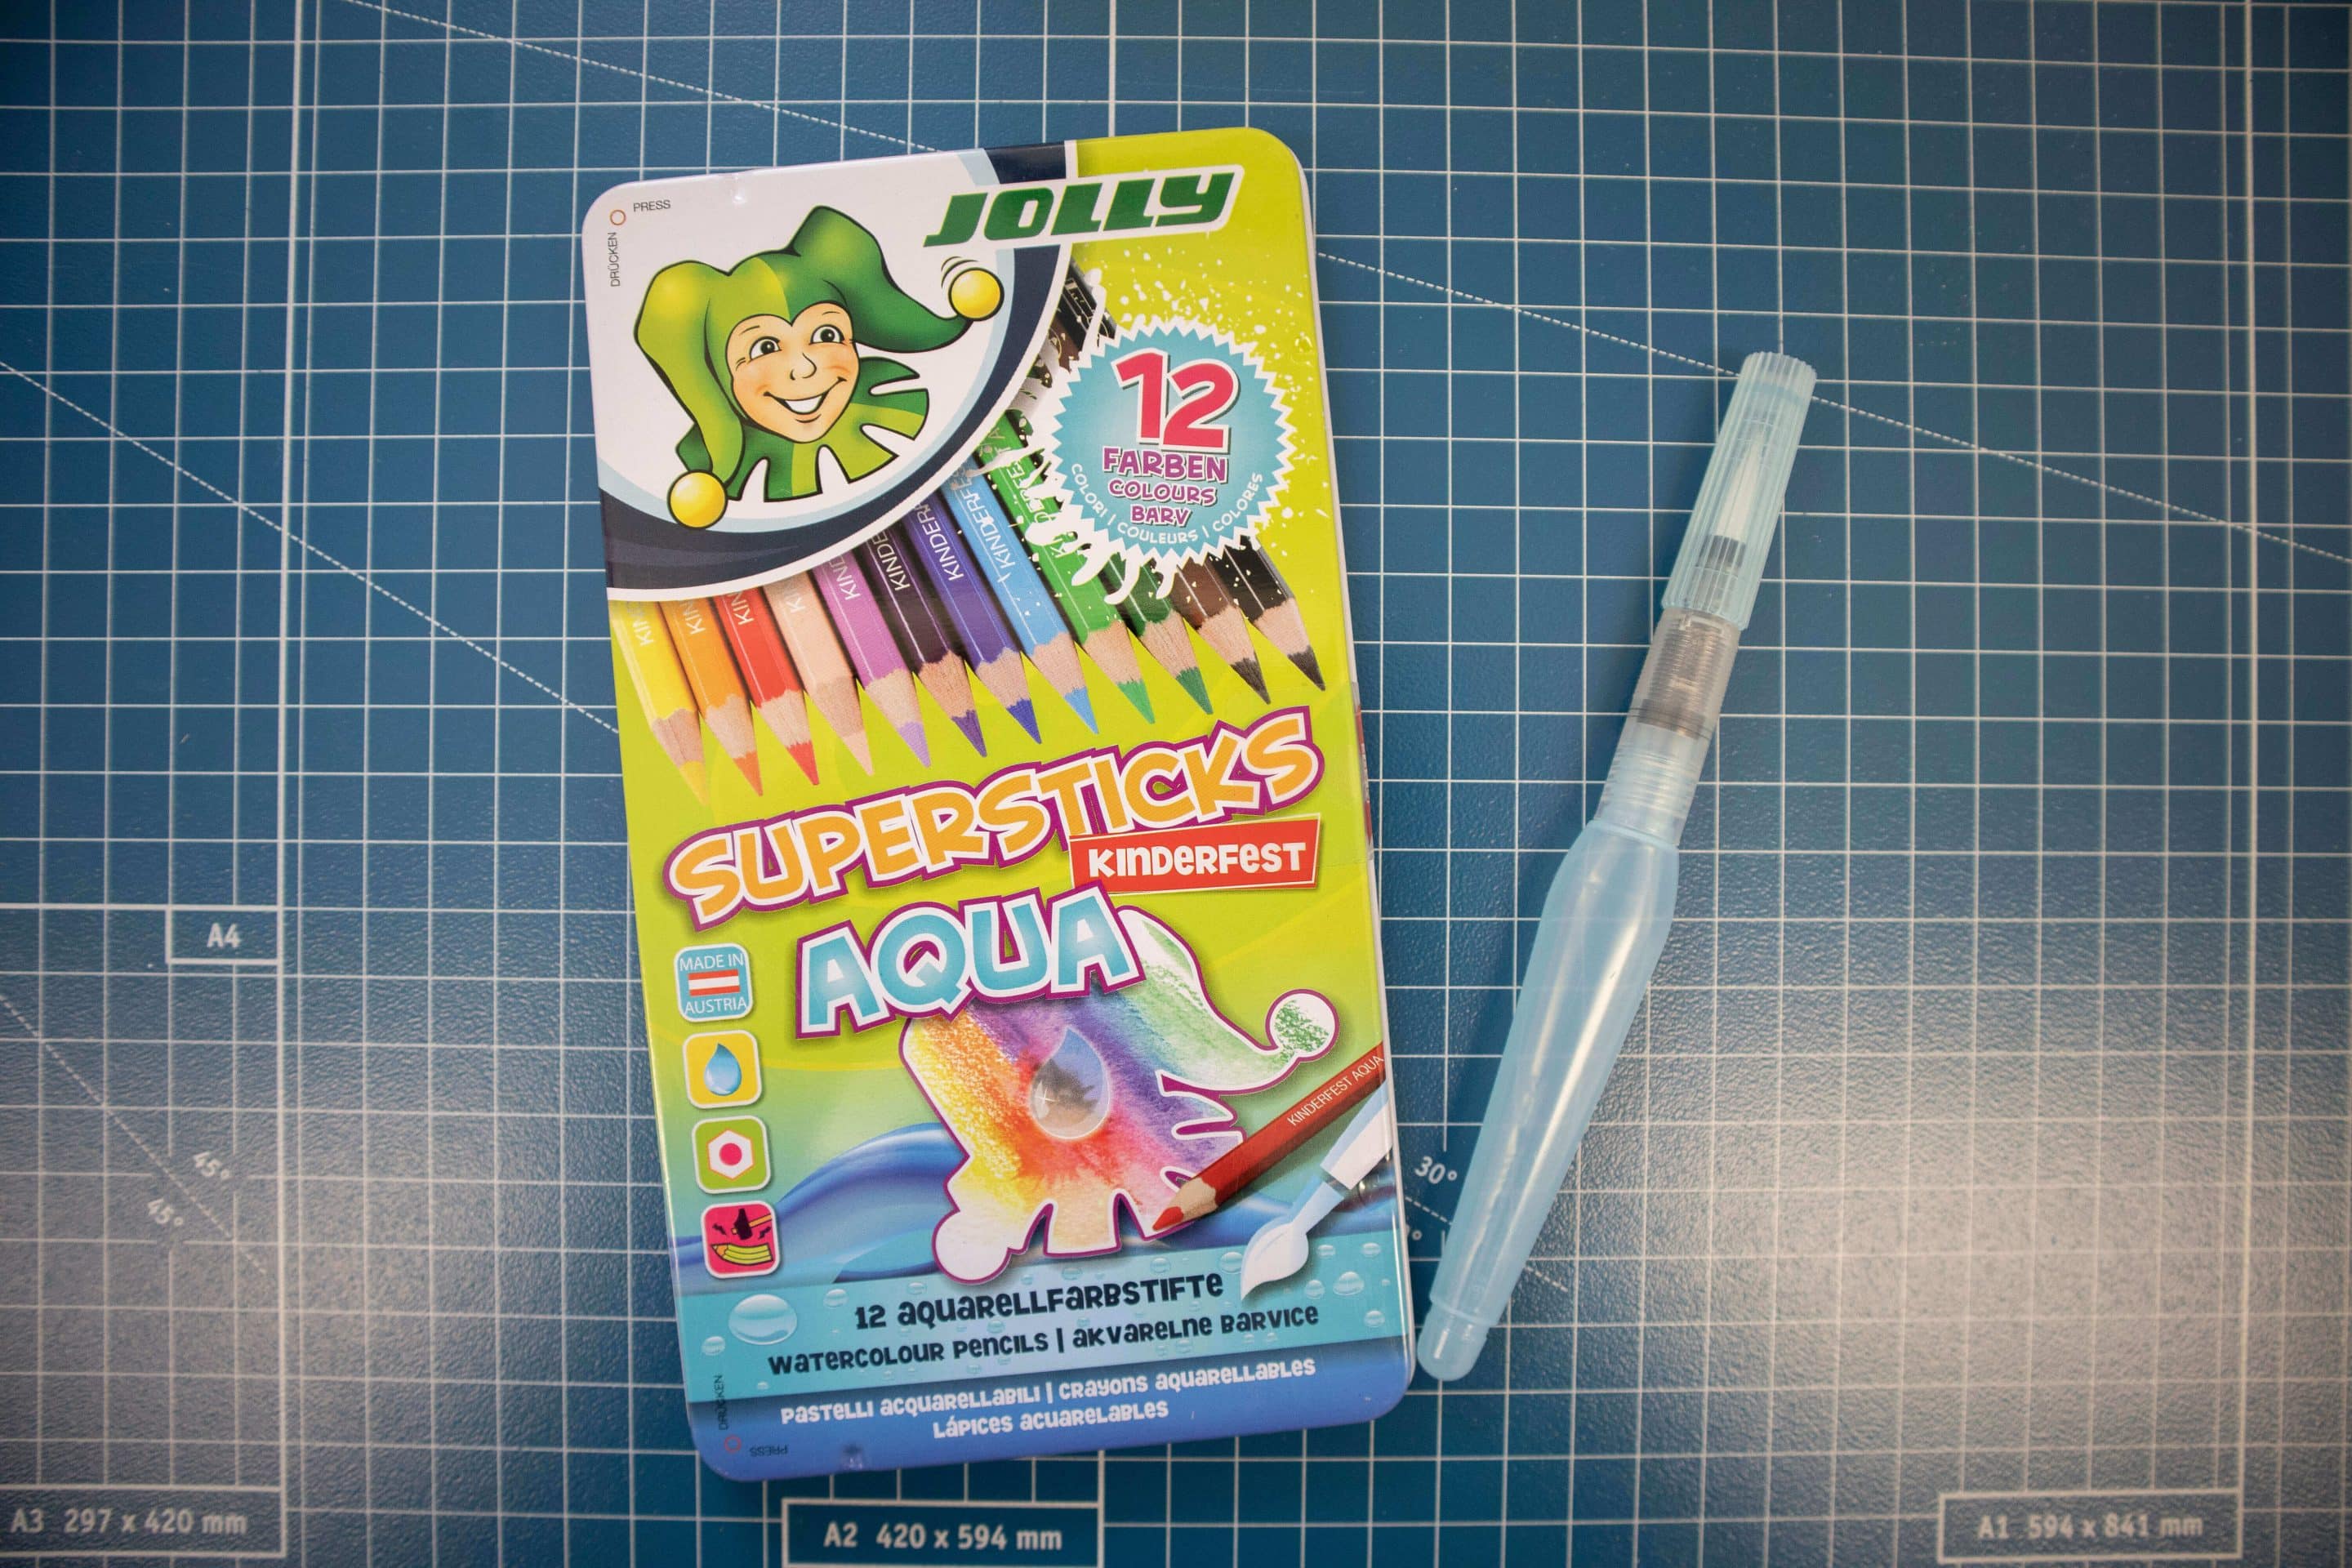 PRESS
DRÜCKEN
JOLLY
12
FARBEN
COLOURS
BARV
COLORI | COULEURS | COLORES
KINDERFEST
SUPERSTICKS
KINDERFEST
AQUA
MADE IN
AUSTRIA
KINDERFEST AQUA
12 AQUARELLFARBSTIFTE
WATERCOLOUR PENCILS | AKVARELNE BARVICE
PASTELLI ACQUARELLABILI | CRAYONS AQUARELLABLES
LÁPICES ACUARELABLES
DRÜCKEN
PRESS
A4
45°
45°
30°
A3 297 x 420 mm
A2 420 x 594 mm
A1 594 x 841 mm